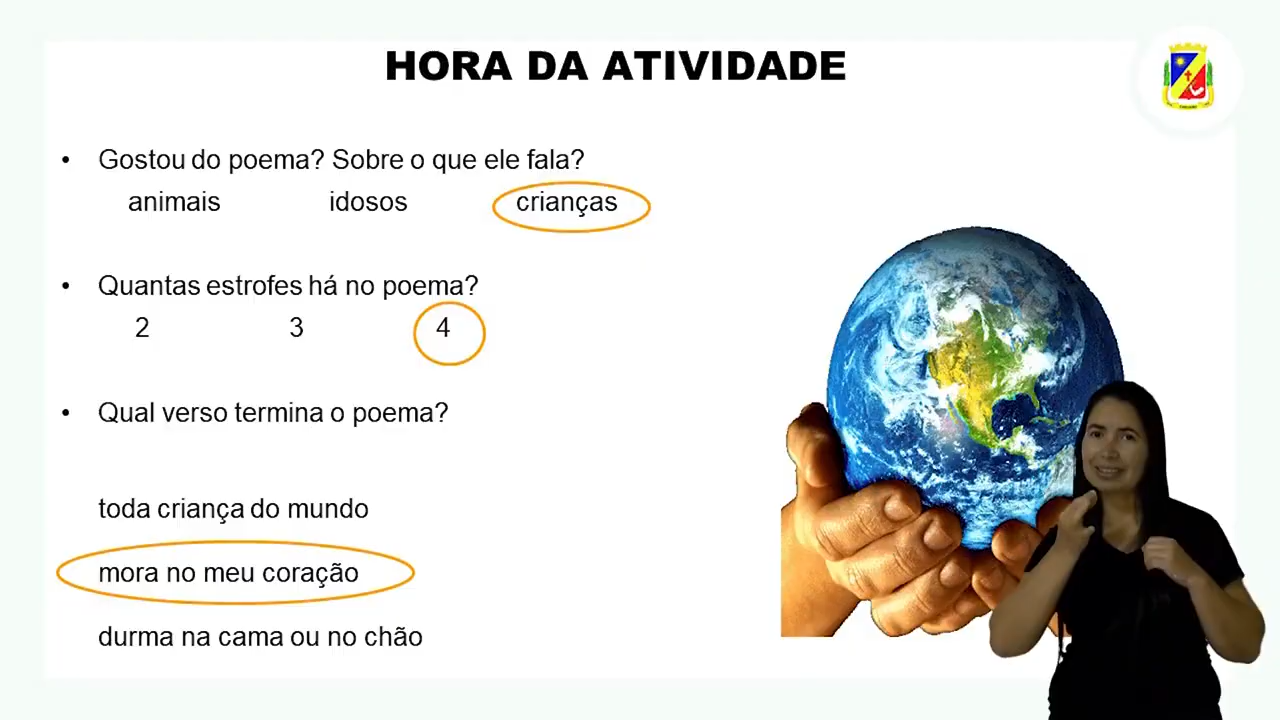 HORA DA ATIVIDADE
• Gostou do poema? Sobre o que ele fala?
animais idosos crianças
• Quantas estrofes há no poema?
2 3 4
• Qual verso termina o poema?
toda criança do mundo
mora no meu coração
durma na cama ou no chão